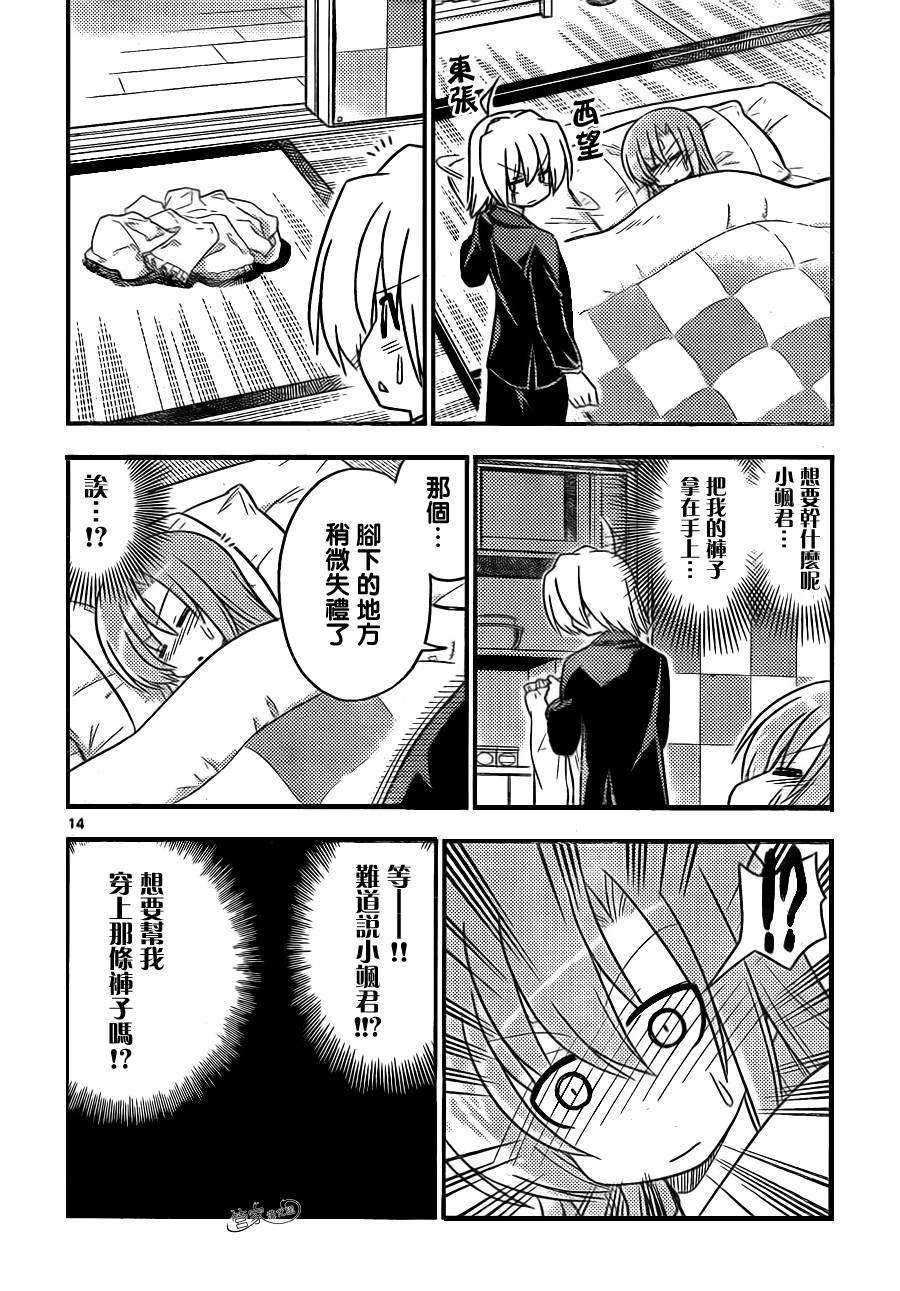 東張
西望
想要幹什麼呢
小颯君…
把我的褲子
拿在手上…
那個…
腳下的地方
稍微失禮了
誒…!?
14
!?
等——!!
難道說小颯君!!?
想要幫我
穿上那條褲子嗎!?